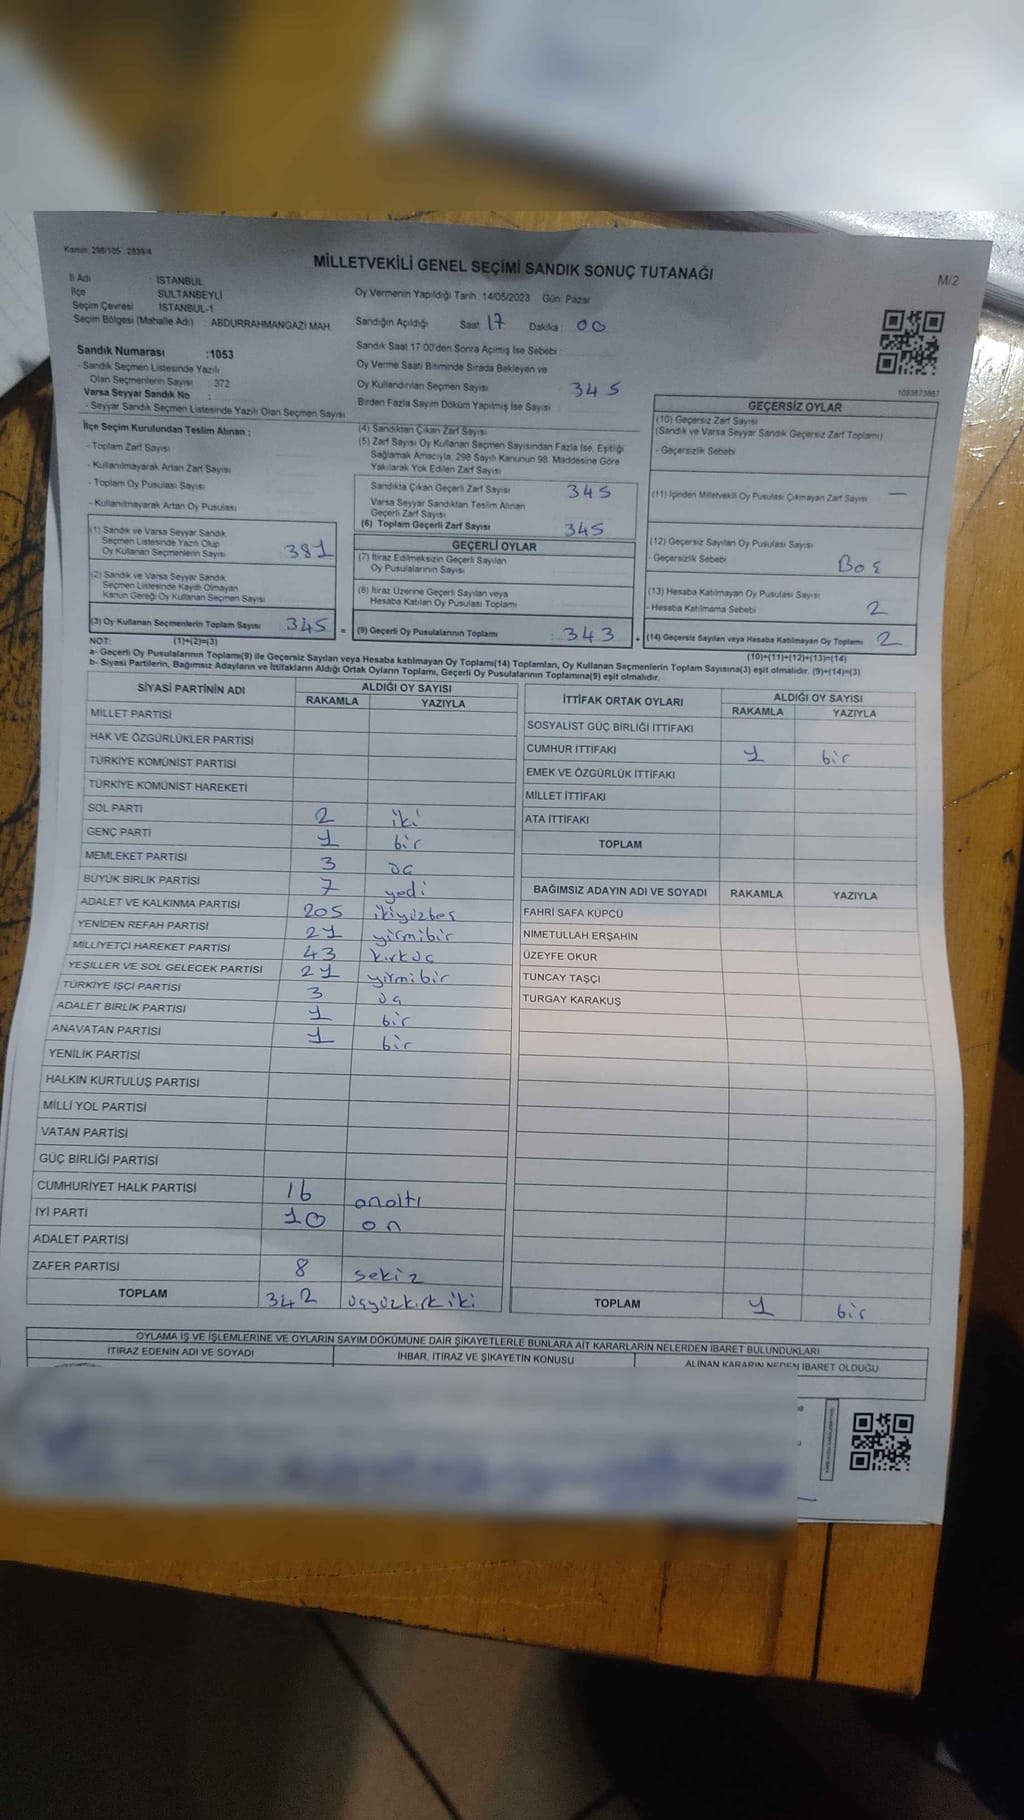 Kanun: 298/105 , 2839/4
MİLLETVEKİLİ GENEL SEÇİMİ SANDIK SONUÇ TUTANAĞI
M/2
İli Adı : İSTANBUL
İlçe SULTANBEYLİ
Seçim Çevresi İSTANBUL-1
Seçim Bölgesi (Mahalle Adı) : ABDURRAHMANGAZİ MAH.
Oy Vermenin Yapıldığı Tarih : 14/05/2023 Gün: Pazar
Sandığın Açıldığı Saat: 17 Dakika : 00
Sandık Saat 17:00'den Sonra Açılmış İse Sebebi
Oy Verme Saati Bitiminde Sırada Bekleyen ve
Oy Kullandırılan Seçmen Sayısı 345
Birden Fazla Sayım Döküm Yapılmış İse Sayısı
Sandık Numarası :1053
- Sandık Seçmen Listesinde Yazılı
Olan Seçmenlerin Sayısı : 372
Varsa Seyyar Sandık No :
- Seyyar Sandık Seçmen Listesinde Yazılı Olan Seçmen Sayısı
İlçe Seçim Kurulundan Teslim Alınan :
- Toplam Zarf Sayısı
- Kullanılmayarak Artan Zarf Sayısı
- Toplam Oy Pusulası Sayısı
- Kullanılmayarak Artan Oy Pusulası
(1) Sandık ve Varsa Seyyar Sandık
Seçmen Listesinde Yazılı Olup
Oy Kullanan Seçmenlerin Sayısı 381
(2) Sandık ve Varsa Seyyar Sandık
Seçmen Listesinde Kayıtlı Olmayan
Kanun Gereği Oy Kullanan Seçmen Sayısı
(3) Oy Kullanan Seçmenlerin Toplam Sayısı 345 =
(4) Sandıktan Çıkan Zarf Sayısı
(5) Zarf Sayısı Oy Kullanan Seçmen Sayısından Fazla İse, Eşitliği
Sağlamak Amacıyla, 298 Sayılı Kanunun 98. Maddesine Göre
Yakılarak Yok Edilen Zarf Sayısı
Sandıkta Çıkan Geçerli Zarf Sayısı 345
Varsa Seyyar Sandıktan Teslim Alınan
Geçerli Zarf Sayısı
(6) Toplam Geçerli Zarf Sayısı 345
GEÇERLİ OYLAR
(7) İtiraz Edilmeksizin Geçerli Sayılan
Oy Pusulalarının Sayısı
(8) İtiraz Üzerine Geçerli Sayılan veya
Hesaba Katılan Oy Pusulası Toplamı
(9) Geçerli Oy Pusulalarının Toplamı : 343 +
GEÇERSİZ OYLAR
(10) Geçersiz Zarf Sayısı
(Sandık ve Varsa Seyyar Sandık Geçersiz Zarf Toplamı)
- Geçersizlik Sebebi
(11) İçinden Milletvekili Oy Pusulası Çıkmayan Zarf Sayısı —
(12) Geçersiz Sayılan Oy Pusulası Sayısı
- Geçersizlik Sebebi Boş
(13) Hesaba Katılmayan Oy Pusulası Sayısı
- Hesaba Katılmama Sebebi 2
(14) Geçersiz Sayılan veya Hesaba Katılmayan Oy Toplamı 2
NOT: (1)+(2)=(3)
(10)+(11)+(12)+(13)=(14)
a- Geçerli Oy Pusulalarının Toplamı(9) ile Geçersiz Sayılan veya Hesaba katılmayan Oy Toplamı(14) Toplamları, Oy Kullanan Seçmenlerin Toplam Sayısına(3) eşit olmalıdır. (9)+(14)=(3)
b- Siyasi Partilerin, Bağımsız Adayların ve İttifakların Aldığı Ortak Oyların Toplamı, Geçerli Oy Pusulalarının Toplamına(9) eşit olmalıdır.
SİYASİ PARTİNİN ADI ALDIĞI OY SAYISI
RAKAMLA YAZIYLA
MİLLET PARTİSİ
HAK VE ÖZGÜRLÜKLER PARTİSİ
TÜRKİYE KOMÜNİST PARTİSİ
TÜRKİYE KOMÜNİST HAREKETİ
SOL PARTİ 2 iki
GENÇ PARTİ 1 bir
MEMLEKET PARTİSİ 3 üç
BÜYÜK BİRLİK PARTİSİ 7 yedi
ADALET VE KALKINMA PARTİSİ 205 ikiyüzbeş
YENİDEN REFAH PARTİSİ 21 yirmibir
MİLLİYETÇİ HAREKET PARTİSİ 43 kırküç
YEŞİLLER VE SOL GELECEK PARTİSİ 21 yirmibir
TÜRKİYE İŞÇİ PARTİSİ 3 üç
ADALET BİRLİK PARTİSİ 1 bir
ANAVATAN PARTİSİ 1 bir
YENİLİK PARTİSİ
HALKIN KURTULUŞ PARTİSİ
MİLLİ YOL PARTİSİ
VATAN PARTİSİ
GÜÇ BİRLİĞİ PARTİSİ
CUMHURİYET HALK PARTİSİ 16 onaltı
İYİ PARTİ 10 on
ADALET PARTİSİ
ZAFER PARTİSİ 8 sekiz
TOPLAM 342 üçyüzkırkiki
İTTİFAK ORTAK OYLARI ALDIĞI OY SAYISI
RAKAMLA YAZIYLA
SOSYALİST GÜÇ BİRLİĞİ İTTİFAKI
CUMHUR İTTİFAKI 1 bir
EMEK VE ÖZGÜRLÜK İTTİFAKI
MİLLET İTTİFAKI
ATA İTTİFAKI
TOPLAM
BAĞIMSIZ ADAYIN ADI VE SOYADI RAKAMLA YAZIYLA
FAHRİ SAFA KÜPCÜ
NİMETULLAH ERŞAHİN
ÜZEYFE OKUR
TUNCAY TAŞÇI
TURGAY KARAKUŞ
TOPLAM 1 bir
OYLAMA İŞ VE İŞLEMLERİNE VE OYLARIN SAYIM DÖKÜMÜNE DAİR ŞİKAYETLERLE BUNLARA AİT KARARLARIN NELERDEN İBARET BULUNDUKLARI
İTİRAZ EDENİN ADI VE SOYADI İHBAR, İTİRAZ VE ŞİKAYETİN KONUSU ALINAN KARARIN NEDEN İBARET OLDUĞU